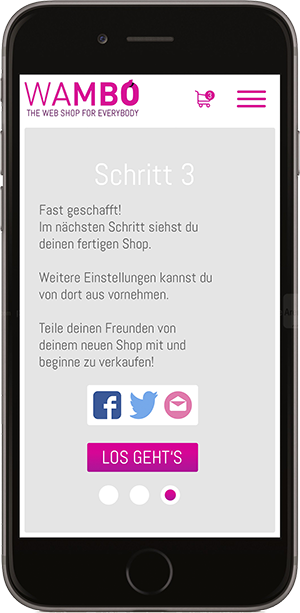 WAMBO
THE WEB SHOP FOR EVERYBODY
3
Schritt 3
Fast geschafft!
Im nächsten Schritt siehst du
deinen fertigen Shop.
Weitere Einstellungen kannst du
von dort aus vornehmen.
Teile deinen Freunden von
deinem neuen Shop mit und
beginne zu verkaufen!
LOS GEHT'S